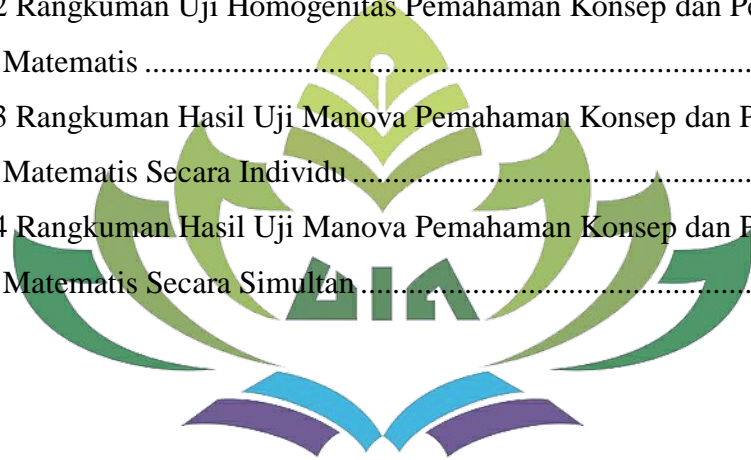 2 Rangkuman Uji Homogenitas Pemahaman Konsep dan
Matematis ................................................................
3 Rangkuman Hasil Uji Manova Pemahaman Konsep dan
Matematis Secara Individu ..........................................
4 Rangkuman Hasil Uji Manova Pemahaman Konsep dan
Matematis Secara Simultan ..........................................
UIN